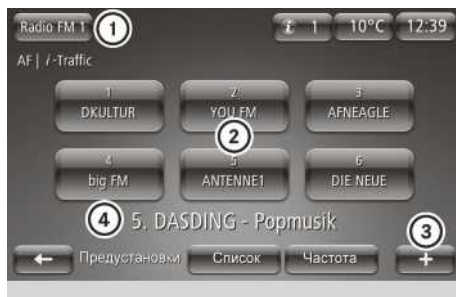 Radio FM 1 1 i 1 10°C 12:39
AF | i-Traffic
1 2 3
DKULTUR YOU FM AFNEAGLE
2
4 5 6
big FM ANTENNE1 DIE NEUE
4 5. DASDING - Popmusik 3
← Предустановки Список Частота +